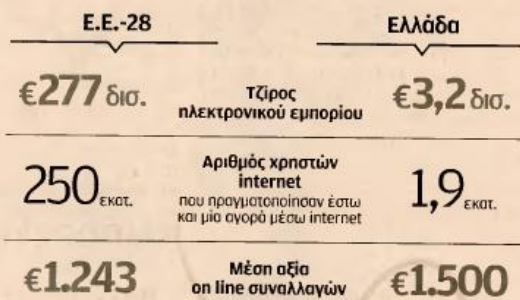 Ε.Ε.-28 Ελλάδα
€277 δισ. Τζίρος ηλεκτρονικού εμπορίου €3,2 δισ.
250 εκατ. Αριθμός χρηστών
internet
που πραγματοποίησαν έστω
και μία αγορά μέσω internet 1,9 εκατ.
€1.243 Μέση αξία
on line συναλλαγών €1.500